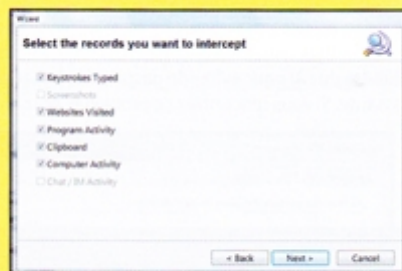 Wizard
Select the records you want to intercept
Keystrokes Typed
Screenshots
Websites Visited
Program Activity
Clipboard
Computer Activity
Chat / IM Activity
< Back
Next >
Cancel